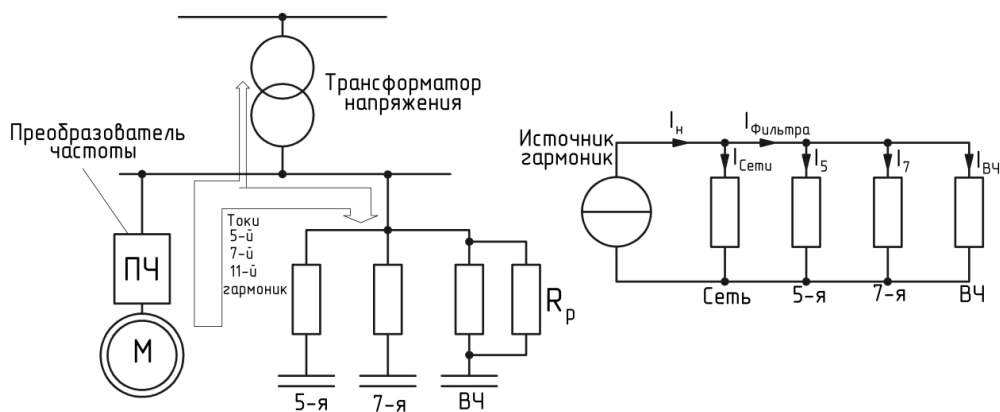 Трансформатор
напряжения
Преобразователь
частоты
ПЧ
М
Токи
5-й
7-й
11-й
гармоник
Rр
5-я
7-я
ВЧ
Источник
гармоник
Iн
IФильтра
IСети
I5
I7
IВЧ
Сеть
5-я
7-я
ВЧ